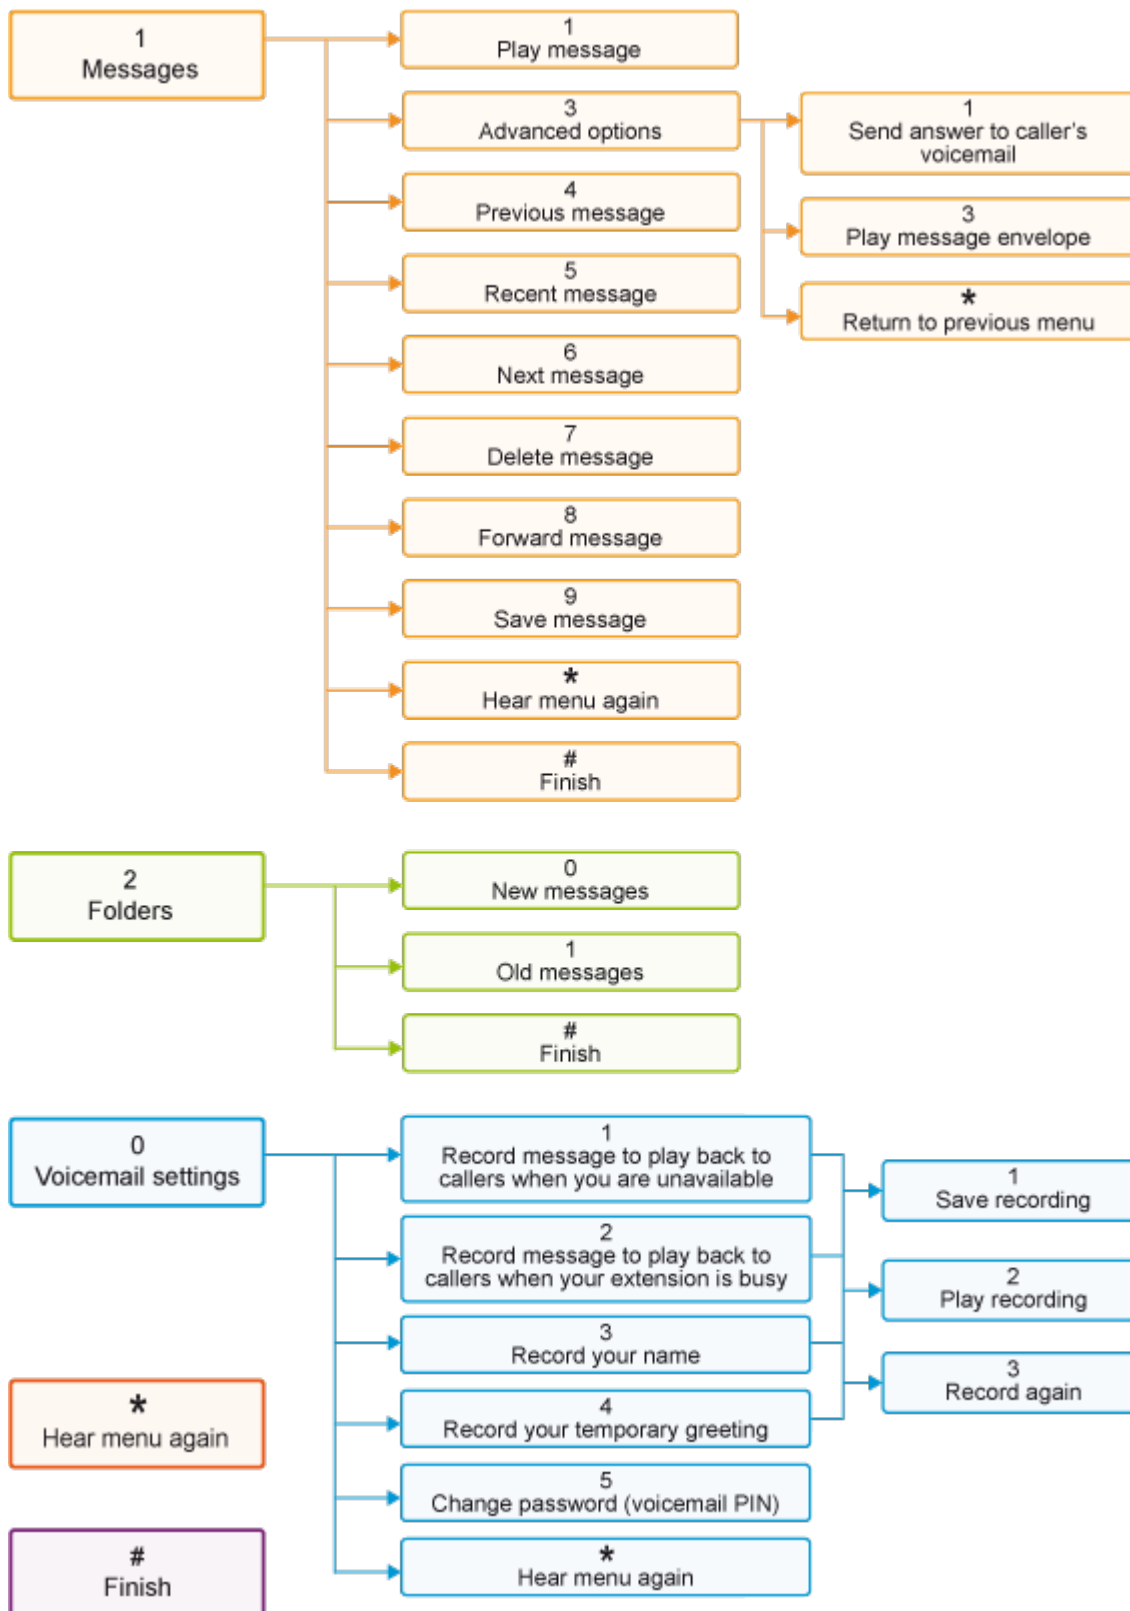 1
Messages
1
Play message
3
Advanced options
1
Send answer to caller's
voicemail
4
Previous message
3
Play message envelope
5
Recent message
*
Return to previous menu
6
Next message
7
Delete message
8
Forward message
9
Save message
*
Hear menu again
#
Finish
2
Folders
0
New messages
1
Old messages
#
Finish
0
Voicemail settings
1
Record message to play back to
callers when you are unavailable
2
Record message to play back to
callers when your extension is busy
3
Record your name
4
Record your temporary greeting
5
Change password (voicemail PIN)
*
Hear menu again
1
Save recording
2
Play recording
3
Record again
*
Hear menu again
#
Finish